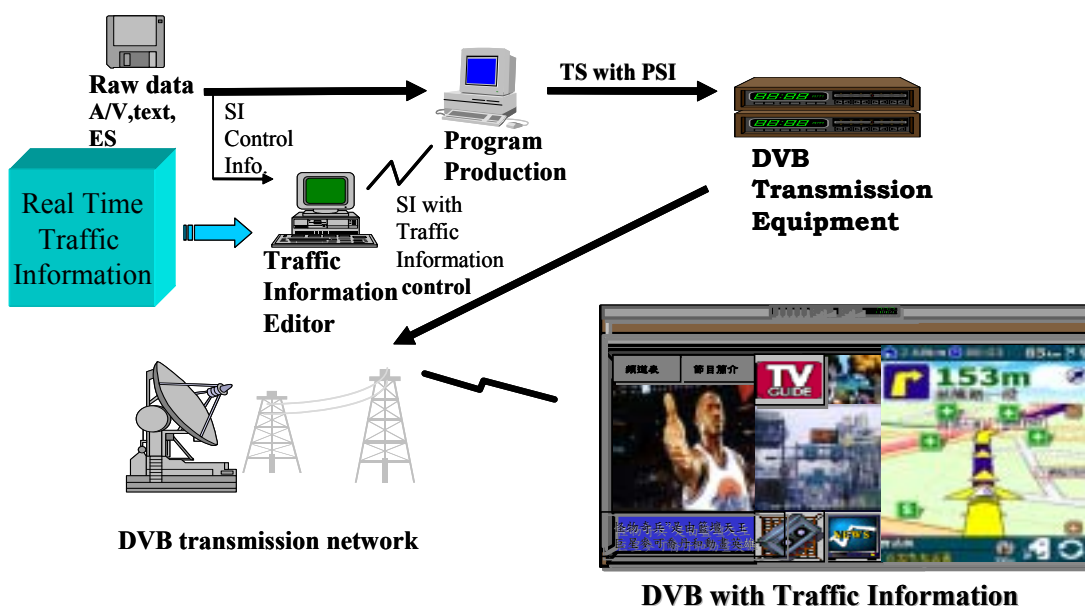 Raw data
A/V,text,
ES
SI
Control
Info.
TS with PSI
Program
Production
DVB
Transmission
Equipment
Real Time
Traffic
Information
SI with
Traffic
Information
control
Traffic
Information
Editor
頻道表
節目簡介
TV
GUIDE
153m
NEWS
DVB transmission network
DVB with Traffic Information